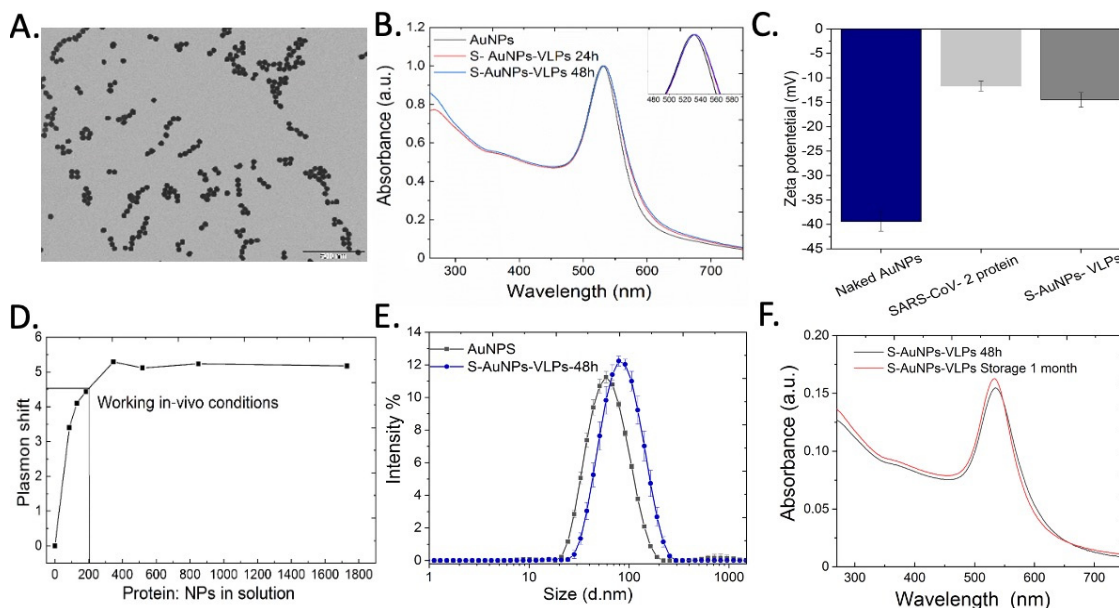 A.
B.
AuNPs
S- AuNPs-VLPs 24h
S-AuNPs-VLPs 48h
480 500 520 540 560 580
1.2
1.0
0.8
0.6
0.4
0.2
0.0
Absorbance (a.u.)
300 400 500 600 700
Wavelength (nm)
C.
0
-5
-10
-15
-20
-25
-30
-35
-40
-45
Zeta potentetial (mV)
Naked AuNPs
SARS-CoV- 2 protein
S-AuNPs- VLPs
D.
6
5
4
3
2
1
0
Plasmon shift
Working in-vivo conditions
0 200 400 600 800 1000 1200 1400 1600 1800
Protein: NPs in solution
E.
AuNPS
S-AuNPs-VLPs-48h
14
12
10
8
6
4
2
0
Intensity %
1 10 100 1000
Size (d.nm)
F.
S-AuNPs-VLPs 48h
S-AuNPs-VLPs Storage 1 month
0.20
0.15
0.10
0.05
0.00
Absorbance (a.u.)
300 400 500 600 700
Wavelength (nm)